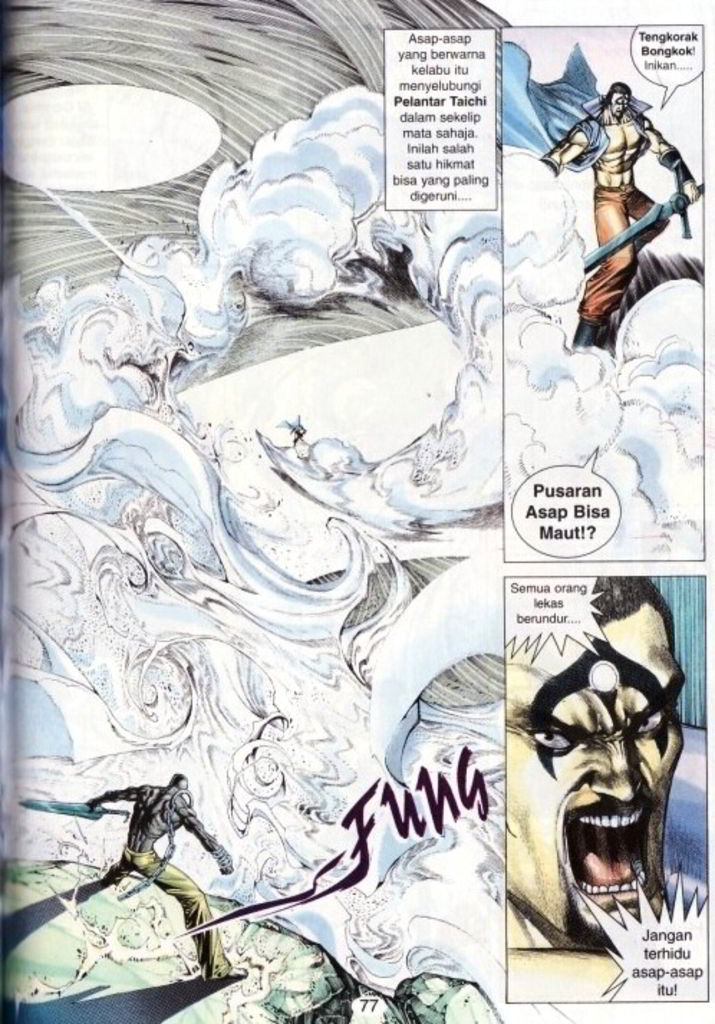 Asap-asap
yang berwarna
kelabu itu
menyelubungi
Pelantar Taichi
dalam sekelip
mata sahaja.
Inilah salah
satu hikmat
bisa yang paling
digeruni....
Tengkorak
Bongkok!
Inikan.....
Pusaran
Asap Bisa
Maut!?
Semua orang
lekas
berundur....
Jangan
terhidu
asap-asap
itu!
FUNG
77